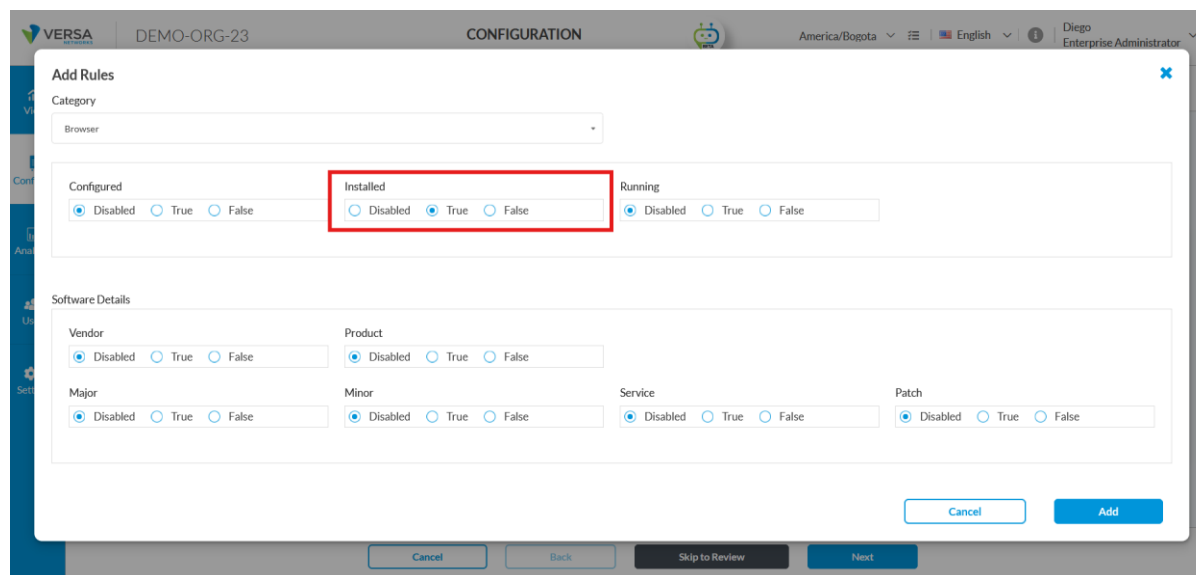 VERSA
NETWORKS
DEMO-ORG-23
CONFIGURATION
BETA
America/Bogota
English
Diego
Enterprise Administrator
Add Rules
Category
Browser
Configured
Disabled True False
Installed
Disabled True False
Running
Disabled True False
Software Details
Vendor
Disabled True False
Product
Disabled True False
Major
Disabled True False
Minor
Disabled True False
Service
Disabled True False
Patch
Disabled True False
Cancel
Add
Cancel
Back
Skip to Review
Next